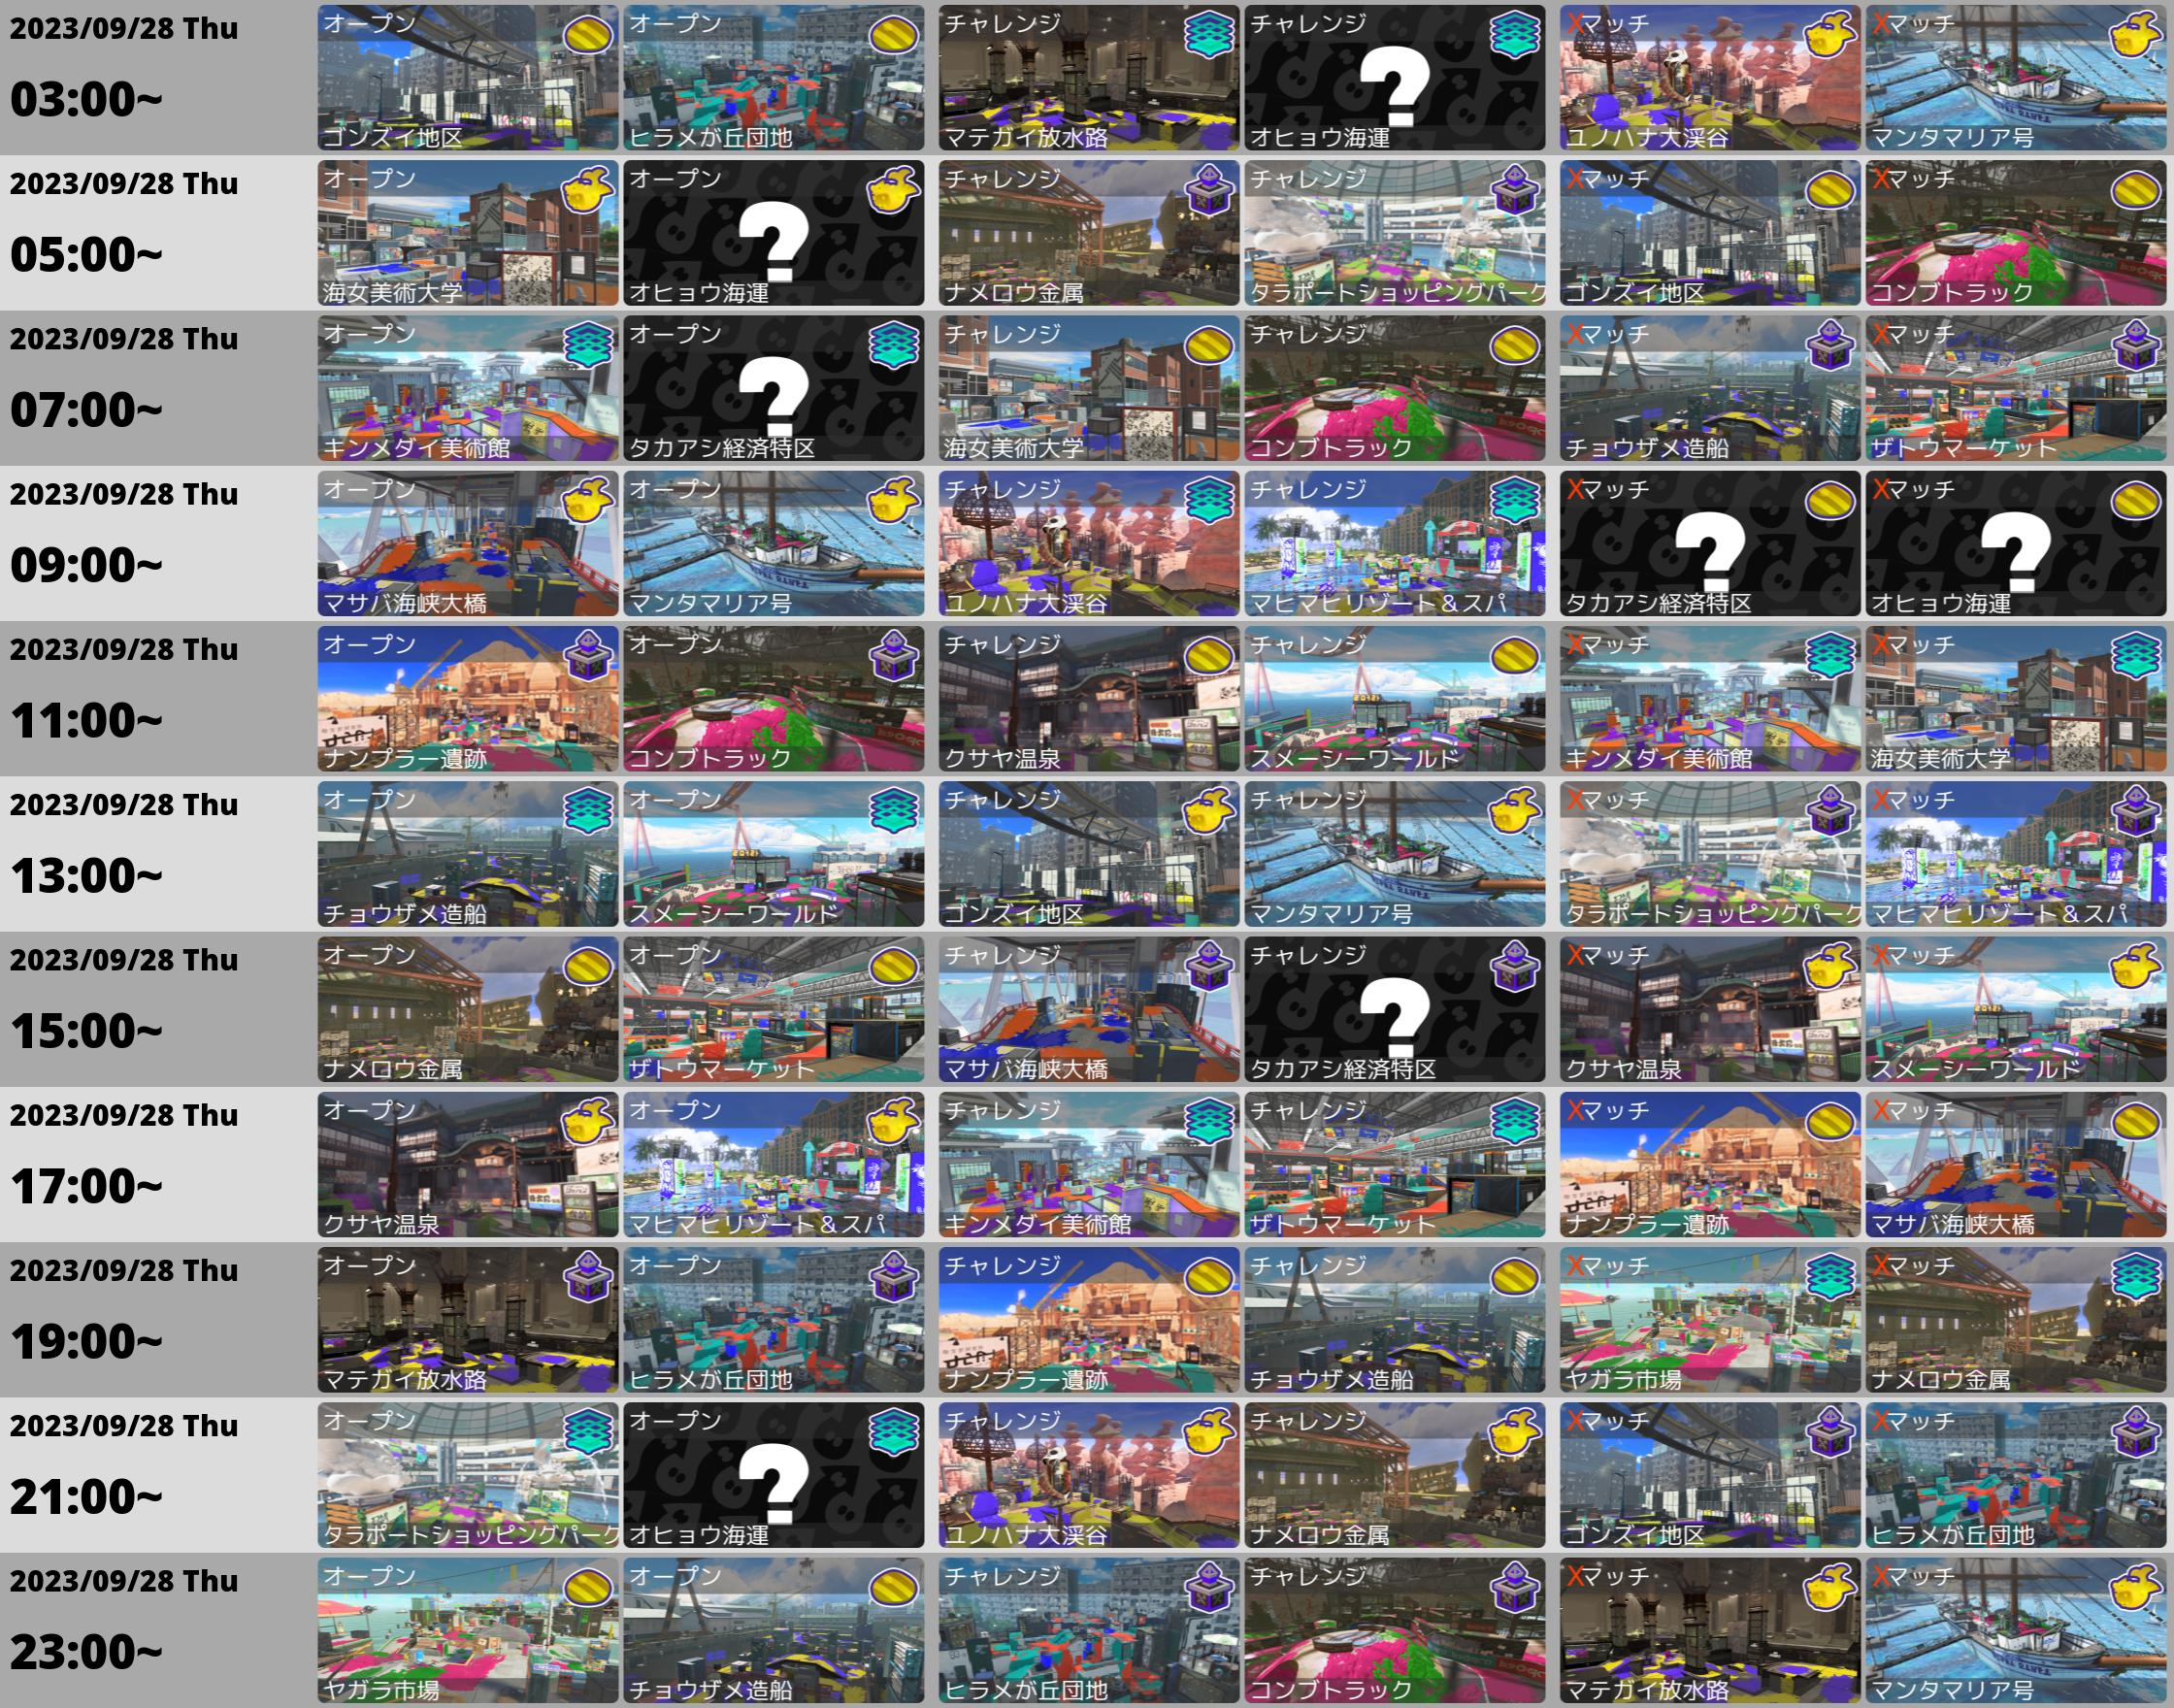 2023/09/28 Thu
03:00~
オープン オープン チャレンジ チャレンジ Xマッチ Xマッチ
ゴンズイ地区 ヒラメが丘団地 マテガイ放水路 オヒョウ海運 ユノハナ大渓谷 マンタマリア号
2023/09/28 Thu
05:00~
オープン オープン チャレンジ チャレンジ Xマッチ Xマッチ
海女美術大学 オヒョウ海運 ナメロウ金属 タラポートショッピングパーク ゴンズイ地区 コンブトラック
2023/09/28 Thu
07:00~
オープン オープン チャレンジ チャレンジ Xマッチ Xマッチ
キンメダイ美術館 タカアシ経済特区 海女美術大学 コンブトラック チョウザメ造船 ザトウマーケット
2023/09/28 Thu
09:00~
オープン オープン チャレンジ チャレンジ Xマッチ Xマッチ
マサバ海峡大橋 マンタマリア号 ユノハナ大渓谷 マヒマヒリゾート&スパ タカアシ経済特区 オヒョウ海運
2023/09/28 Thu
11:00~
オープン オープン チャレンジ チャレンジ Xマッチ Xマッチ
ナンプラー遺跡 コンブトラック クサヤ温泉 スメーシーワールド キンメダイ美術館 海女美術大学
2023/09/28 Thu
13:00~
オープン オープン チャレンジ チャレンジ Xマッチ Xマッチ
チョウザメ造船 スメーシーワールド ゴンズイ地区 マンタマリア号 タラポートショッピングパーク マヒマヒリゾート&スパ
2023/09/28 Thu
15:00~
オープン オープン チャレンジ チャレンジ Xマッチ Xマッチ
ナメロウ金属 ザトウマーケット マサバ海峡大橋 タカアシ経済特区 クサヤ温泉 スメーシーワールド
2023/09/28 Thu
17:00~
オープン オープン チャレンジ チャレンジ Xマッチ Xマッチ
クサヤ温泉 マヒマヒリゾート&スパ キンメダイ美術館 ザトウマーケット ナンプラー遺跡 マサバ海峡大橋
2023/09/28 Thu
19:00~
オープン オープン チャレンジ チャレンジ Xマッチ Xマッチ
マテガイ放水路 ヒラメが丘団地 ナンプラー遺跡 チョウザメ造船 ヤガラ市場 ナメロウ金属
2023/09/28 Thu
21:00~
オープン オープン チャレンジ チャレンジ Xマッチ Xマッチ
タラポートショッピングパーク オヒョウ海運 ユノハナ大渓谷 ナメロウ金属 ゴンズイ地区 ヒラメが丘団地
2023/09/28 Thu
23:00~
オープン オープン チャレンジ チャレンジ Xマッチ Xマッチ
ヤガラ市場 チョウザメ造船 ヒラメが丘団地 コンブトラック マテガイ放水路 マンタマリア号